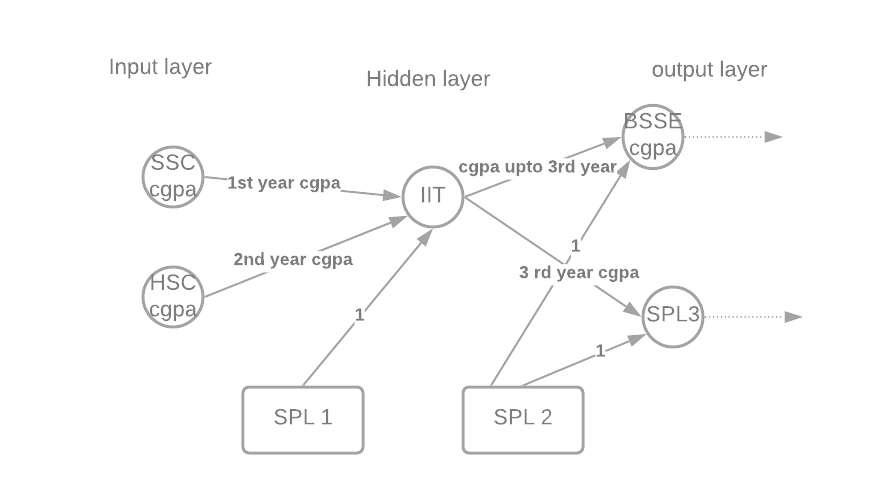 Input layer
Hidden layer
output layer
SSC
cgpa
1st year cgpa
IIT
cgpa upto 3rd year
BSSE
cgpa
HSC
cgpa
2nd year cgpa
1
3 rd year cgpa
SPL3
1
1
SPL 1
SPL 2